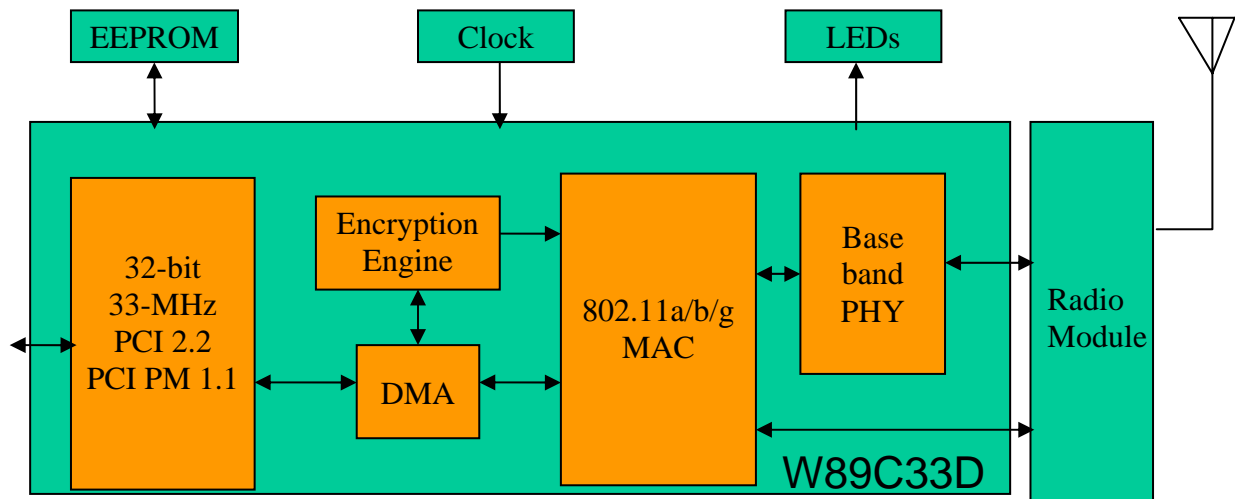 EEPROM
Clock
LEDs
32-bit
33-MHz
PCI 2.2
PCI PM 1.1
Encryption
Engine
DMA
802.11a/b/g
MAC
Base
band
PHY
Radio
Module
W89C33D